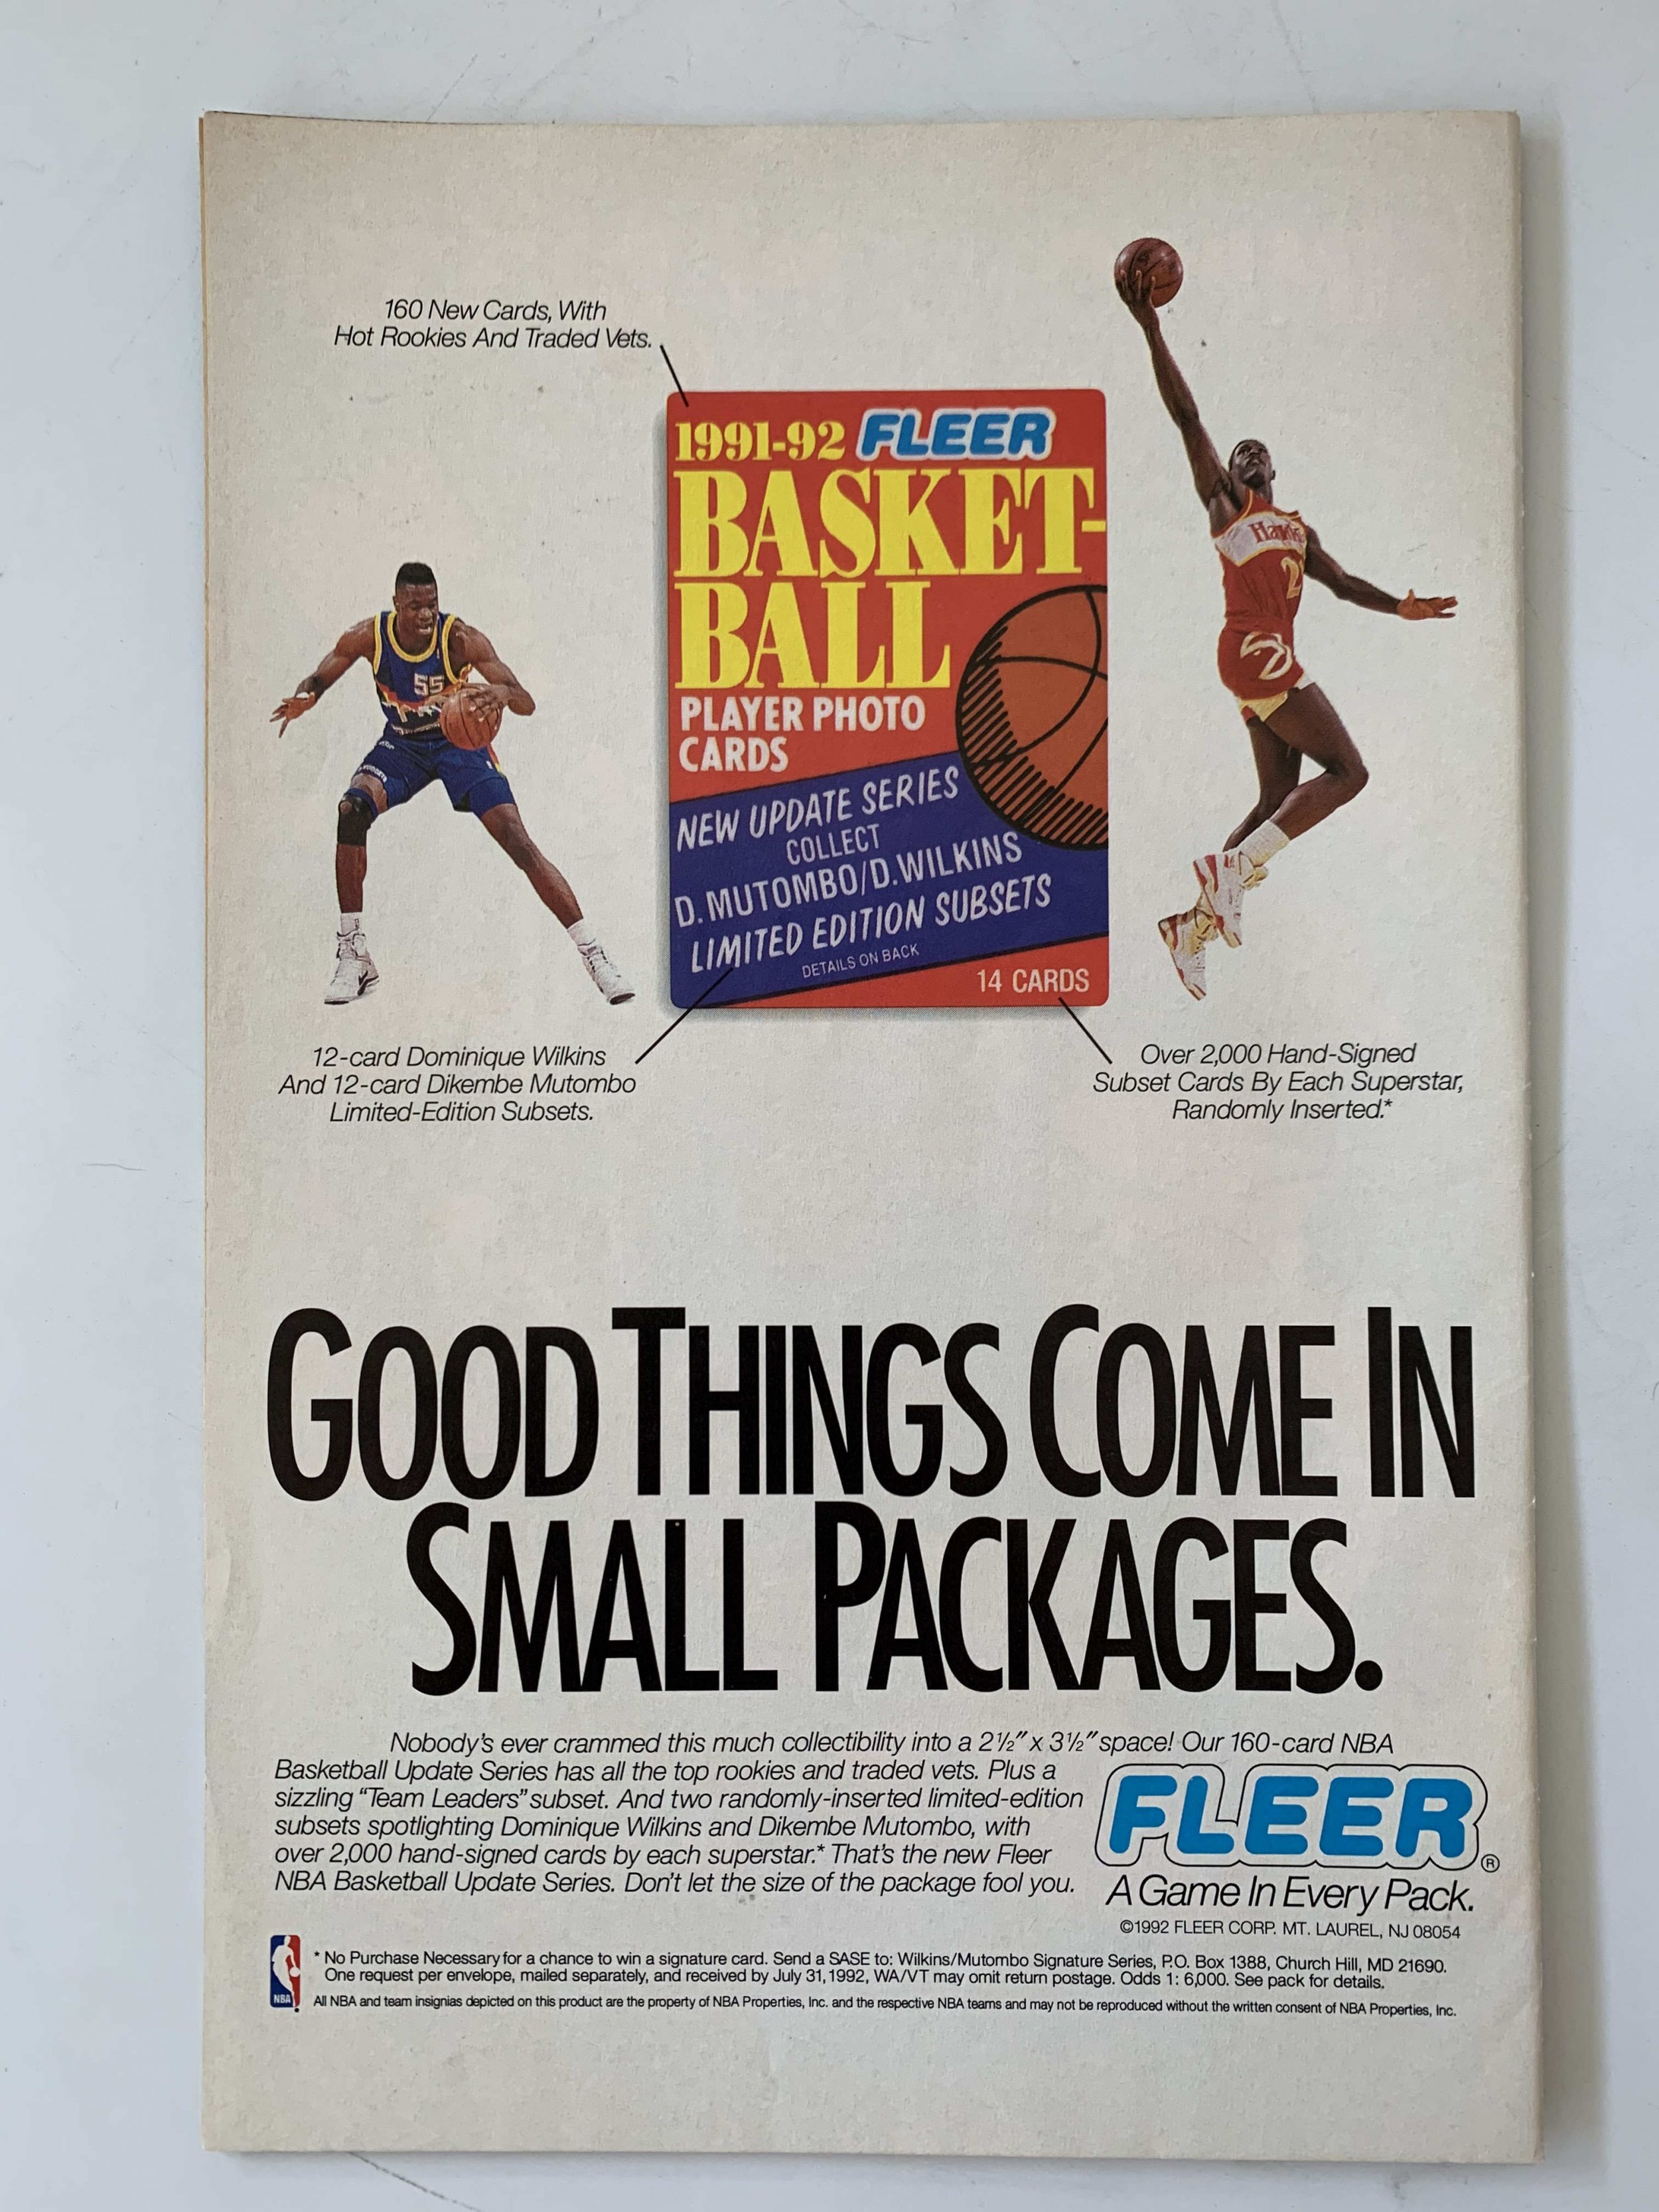 160 New Cards, With
Hot Rookies And Traded Vets.
1991-92 FLEER
BASKET-
BALL
PLAYER PHOTO
CARDS
NEW UPDATE SERIES
COLLECT
D. MUTOMBO/D. WILKINS
LIMITED EDITION SUBSETS
DETAILS ON BACK
14 CARDS
55
Hawks
2
12-card Dominique Wilkins
And 12-card Dikembe Mutombo
Limited-Edition Subsets.
Over 2,000 Hand-Signed
Subset Cards By Each Superstar,
Randomly Inserted.*
GOOD THINGS COME IN
SMALL PACKAGES.
Nobody's ever crammed this much collectibility into a 2½" x 3½" space! Our 160-card NBA
Basketball Update Series has all the top rookies and traded vets. Plus a
sizzling "Team Leaders" subset. And two randomly-inserted limited-edition
subsets spotlighting Dominique Wilkins and Dikembe Mutombo, with
over 2,000 hand-signed cards by each superstar.* That's the new Fleer
NBA Basketball Update Series. Don't let the size of the package fool you.
FLEER®
A Game In Every Pack.
©1992 FLEER CORP. MT. LAUREL, NJ 08054
NBA
* No Purchase Necessary for a chance to win a signature card. Send a SASE to: Wilkins/Mutombo Signature Series, P.O. Box 1388, Church Hill, MD 21690.
One request per envelope, mailed separately, and received by July 31, 1992, WA/VT may omit return postage. Odds 1: 6,000. See pack for details.
All NBA and team insignias depicted on this product are the property of NBA Properties, Inc. and the respective NBA teams and may not be reproduced without the written consent of NBA Properties, Inc.